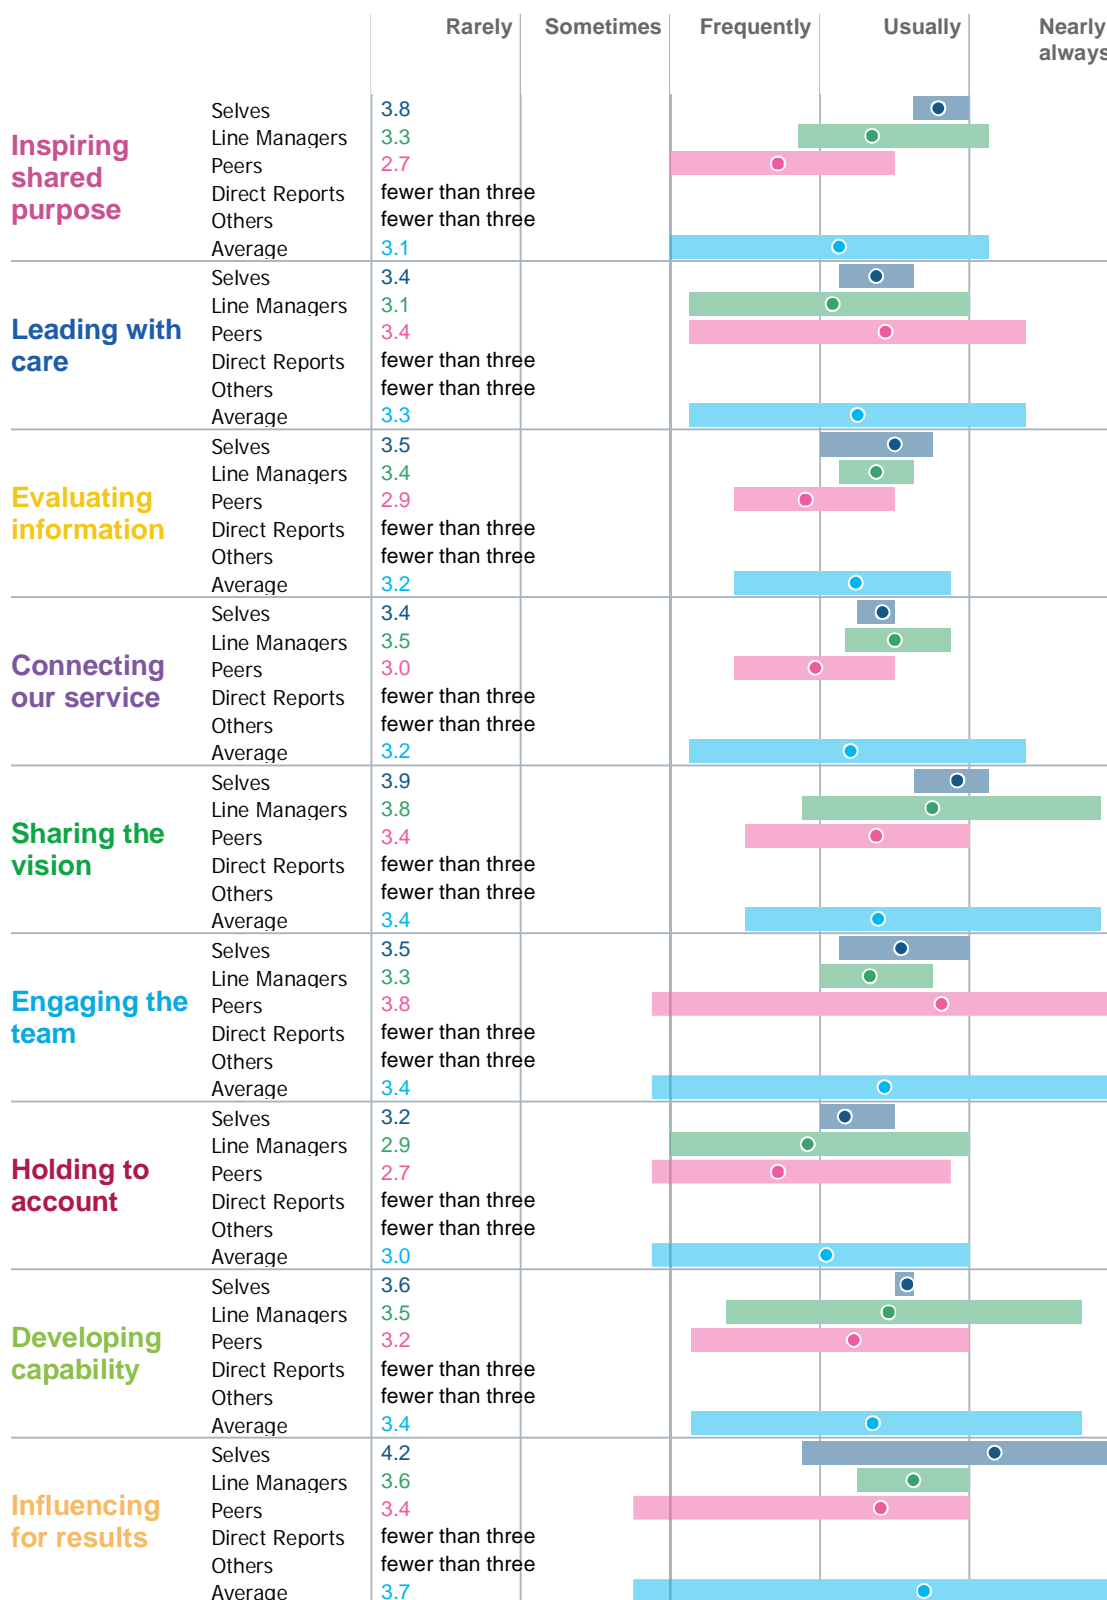 Rarely Sometimes Frequently Usually Nearly
always
Inspiring
shared
purpose
Selves 3.8
Line Managers 3.3
Peers 2.7
Direct Reports fewer than three
Others fewer than three
Average 3.1
Leading with
care
Selves 3.4
Line Managers 3.1
Peers 3.4
Direct Reports fewer than three
Others fewer than three
Average 3.3
Evaluating
information
Selves 3.5
Line Managers 3.4
Peers 2.9
Direct Reports fewer than three
Others fewer than three
Average 3.2
Connecting
our service
Selves 3.4
Line Managers 3.5
Peers 3.0
Direct Reports fewer than three
Others fewer than three
Average 3.2
Sharing the
vision
Selves 3.9
Line Managers 3.8
Peers 3.4
Direct Reports fewer than three
Others fewer than three
Average 3.4
Engaging the
team
Selves 3.5
Line Managers 3.3
Peers 3.8
Direct Reports fewer than three
Others fewer than three
Average 3.4
Holding to
account
Selves 3.2
Line Managers 2.9
Peers 2.7
Direct Reports fewer than three
Others fewer than three
Average 3.0
Developing
capability
Selves 3.6
Line Managers 3.5
Peers 3.2
Direct Reports fewer than three
Others fewer than three
Average 3.4
Influencing
for results
Selves 4.2
Line Managers 3.6
Peers 3.4
Direct Reports fewer than three
Others fewer than three
Average 3.7